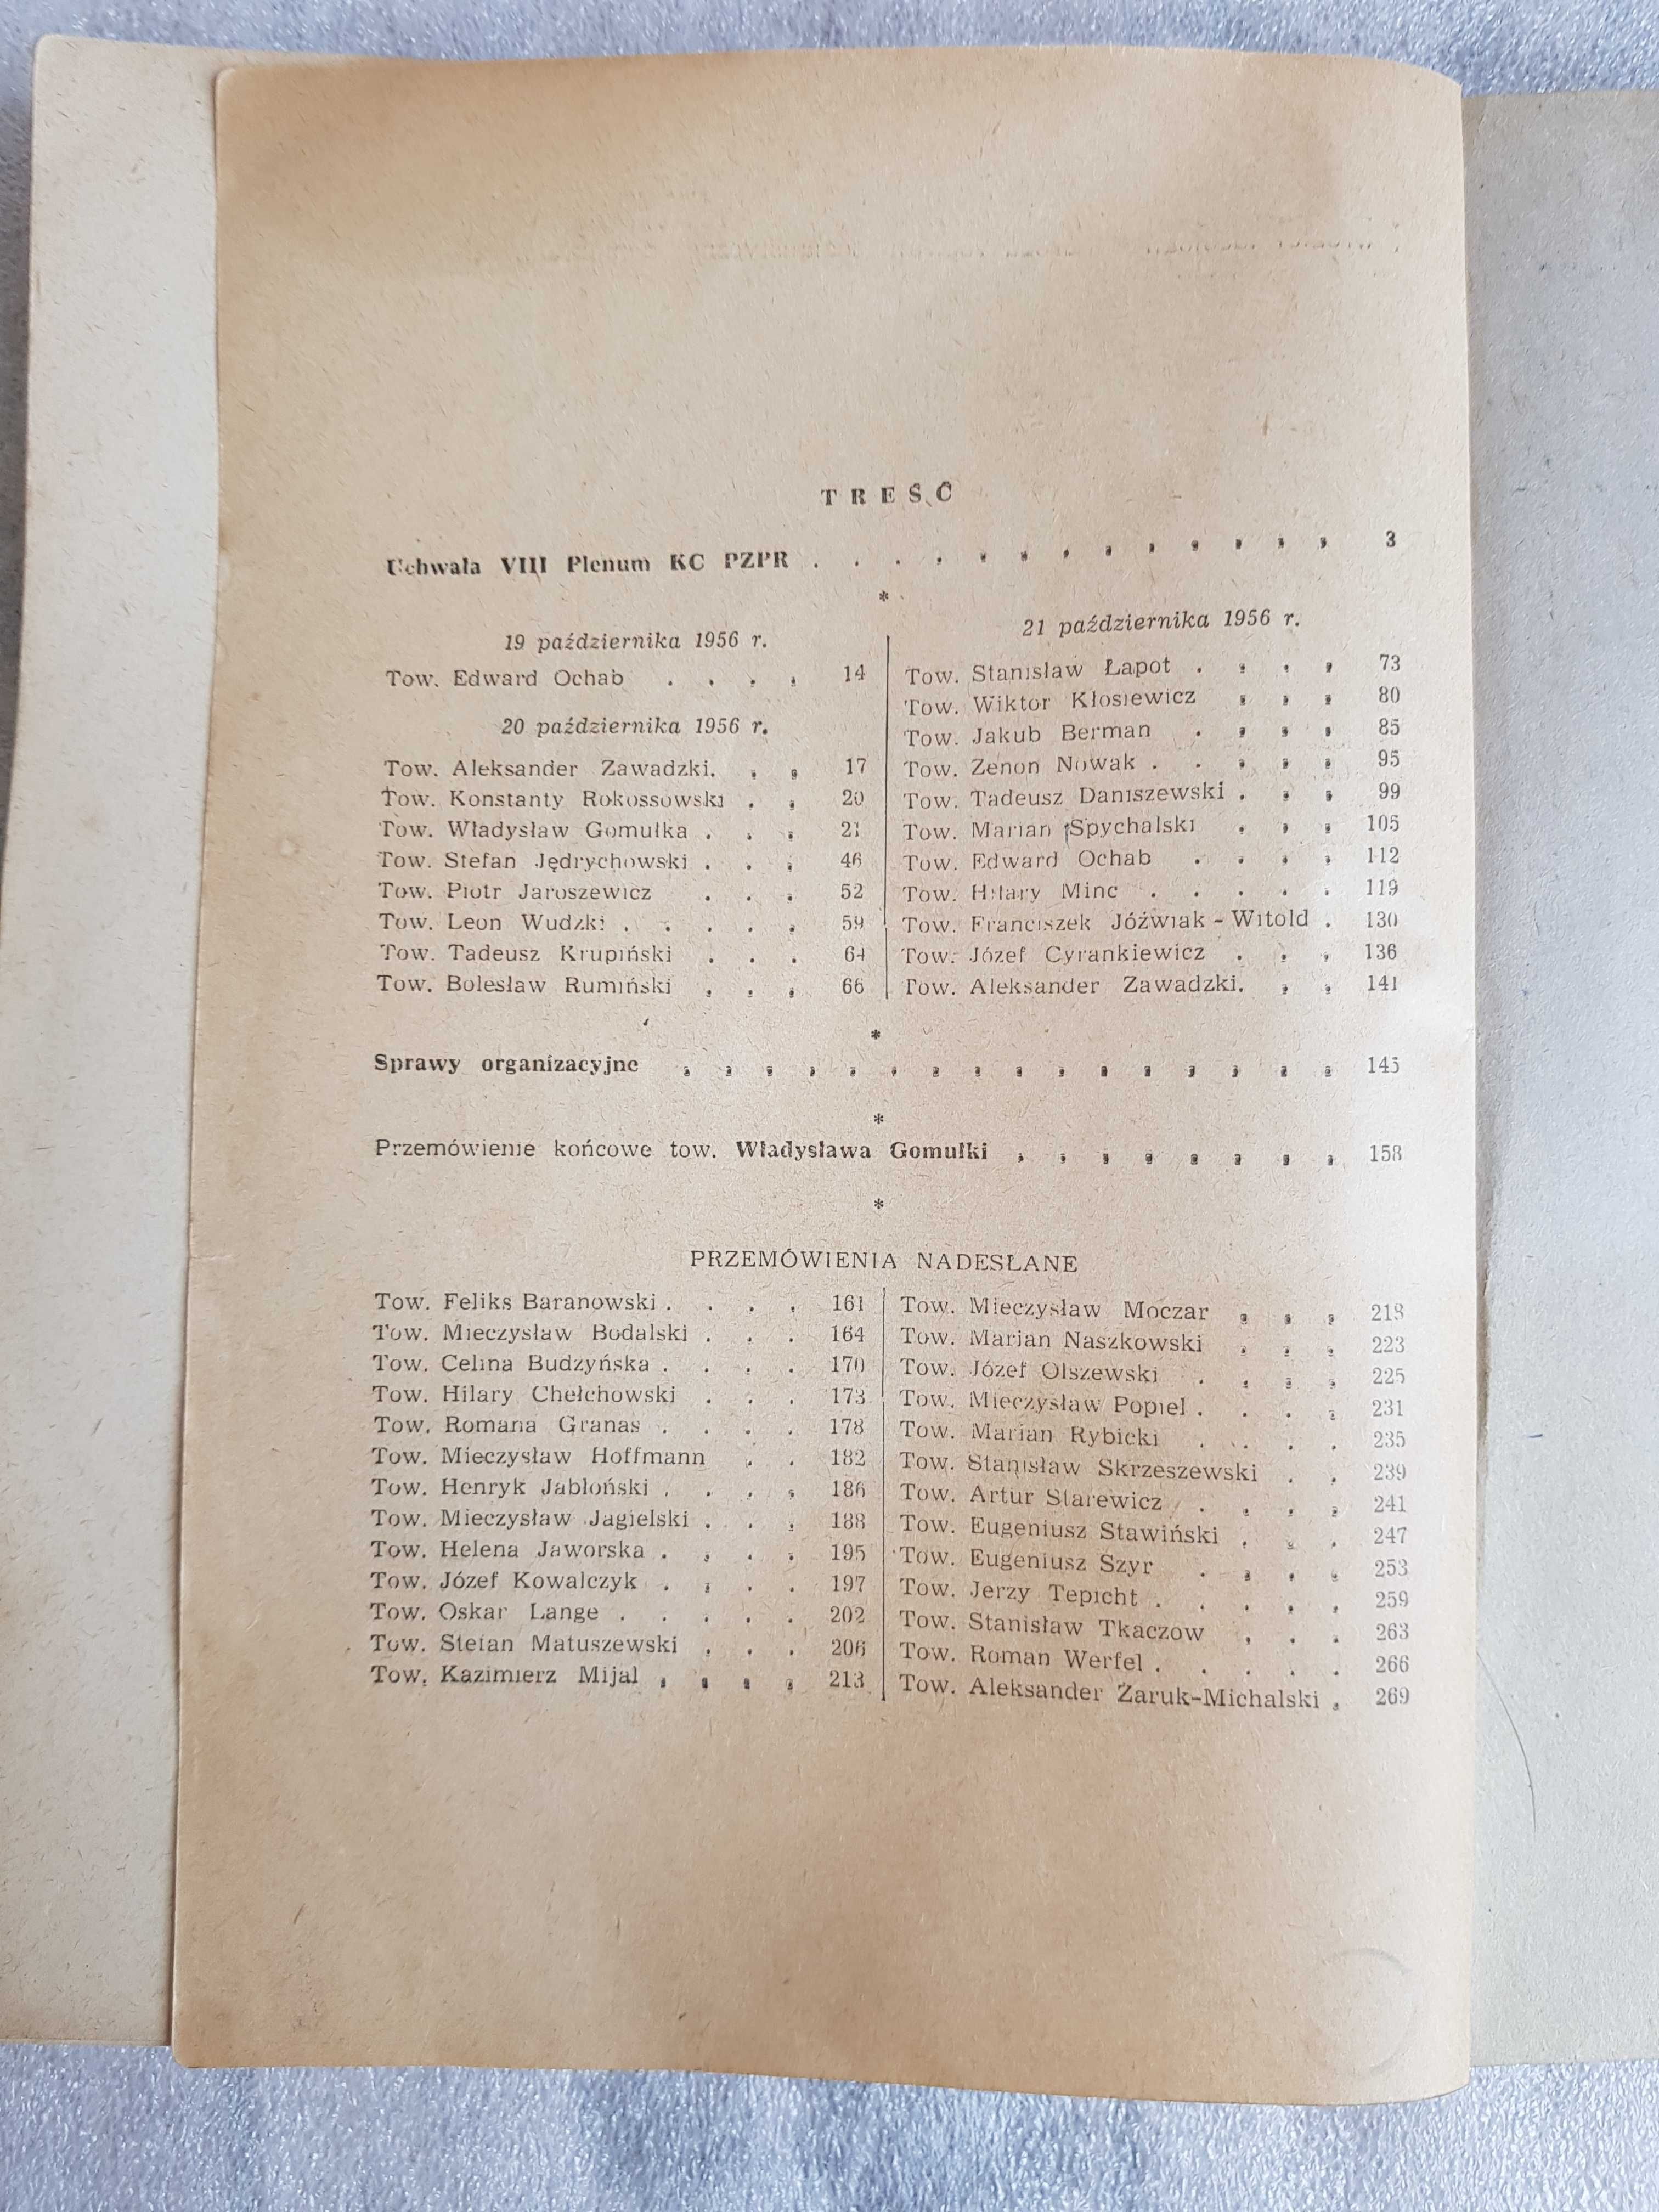 TREŚĆ
Uchwała VIII Plenum KC PZPR . . . . . . . . . . . . . 3
*
19 października 1956 r.
Tow. Edward Ochab . . . . 14
20 października 1956 r.
Tow. Aleksander Zawadzki. . . 17
Tow. Konstanty Rokossowski . . 20
Tow. Władysław Gomułka . . . 21
Tow. Stefan Jędrychowski . . . 46
Tow. Piotr Jaroszewicz . . . 52
Tow. Leon Wudzki . . . . . 59
Tow. Tadeusz Krupiński . . . 64
Tow. Bolesław Rumiński . . . 66
21 października 1956 r.
Tow. Stanisław Łapot . . . . 73
Tow. Wiktor Kłosiewicz . . . 80
Tow. Jakub Berman . . . . 85
Tow. Zenon Nowak . . . . . 95
Tow. Tadeusz Daniszewski . . . 99
Tow. Marian Spychalski . . . 105
Tow. Edward Ochab . . . . 112
Tow. Hilary Minc . . . . . 119
Tow. Franciszek Jóźwiak - Witold . 130
Tow. Józef Cyrankiewicz . . . 136
Tow. Aleksander Zawadzki. . . 141
*
Sprawy organizacyjne . . . . . . . . . . . . . . . . 145
*
Przemówienie końcowe tow. Władysława Gomułki . . . . . . . . 158
*
PRZEMÓWIENIA NADESŁANE
Tow. Feliks Baranowski . . . . 161
Tow. Mieczysław Bodalski . . . 164
Tow. Celina Budzyńska . . . . 170
Tow. Hilary Chełchowski . . . 173
Tow. Romana Granas . . . . 178
Tow. Mieczysław Hoffmann . . 182
Tow. Henryk Jabłoński . . . . 186
Tow. Mieczysław Jagielski . . . 188
Tow. Helena Jaworska . . . . 195
Tow. Józef Kowalczyk . . . . 197
Tow. Oskar Lange . . . . . 202
Tow. Stefan Matuszewski . . . 206
Tow. Kazimierz Mijal . . . . 213
Tow. Mieczysław Moczar . . . 218
Tow. Marian Naszkowski . . . 223
Tow. Józef Olszewski . . . . 225
Tow. Mieczysław Popiel . . . . 231
Tow. Marian Rybicki . . . . 235
Tow. Stanisław Skrzeszewski . . 239
Tow. Artur Starewicz . . . . 241
Tow. Eugeniusz Stawiński . . . 247
Tow. Eugeniusz Szyr . . . . 253
Tow. Jerzy Tepicht . . . . . 259
Tow. Stanisław Tkaczow . . . 263
Tow. Roman Werfel . . . . . 266
Tow. Aleksander Żaruk-Michalski . 269